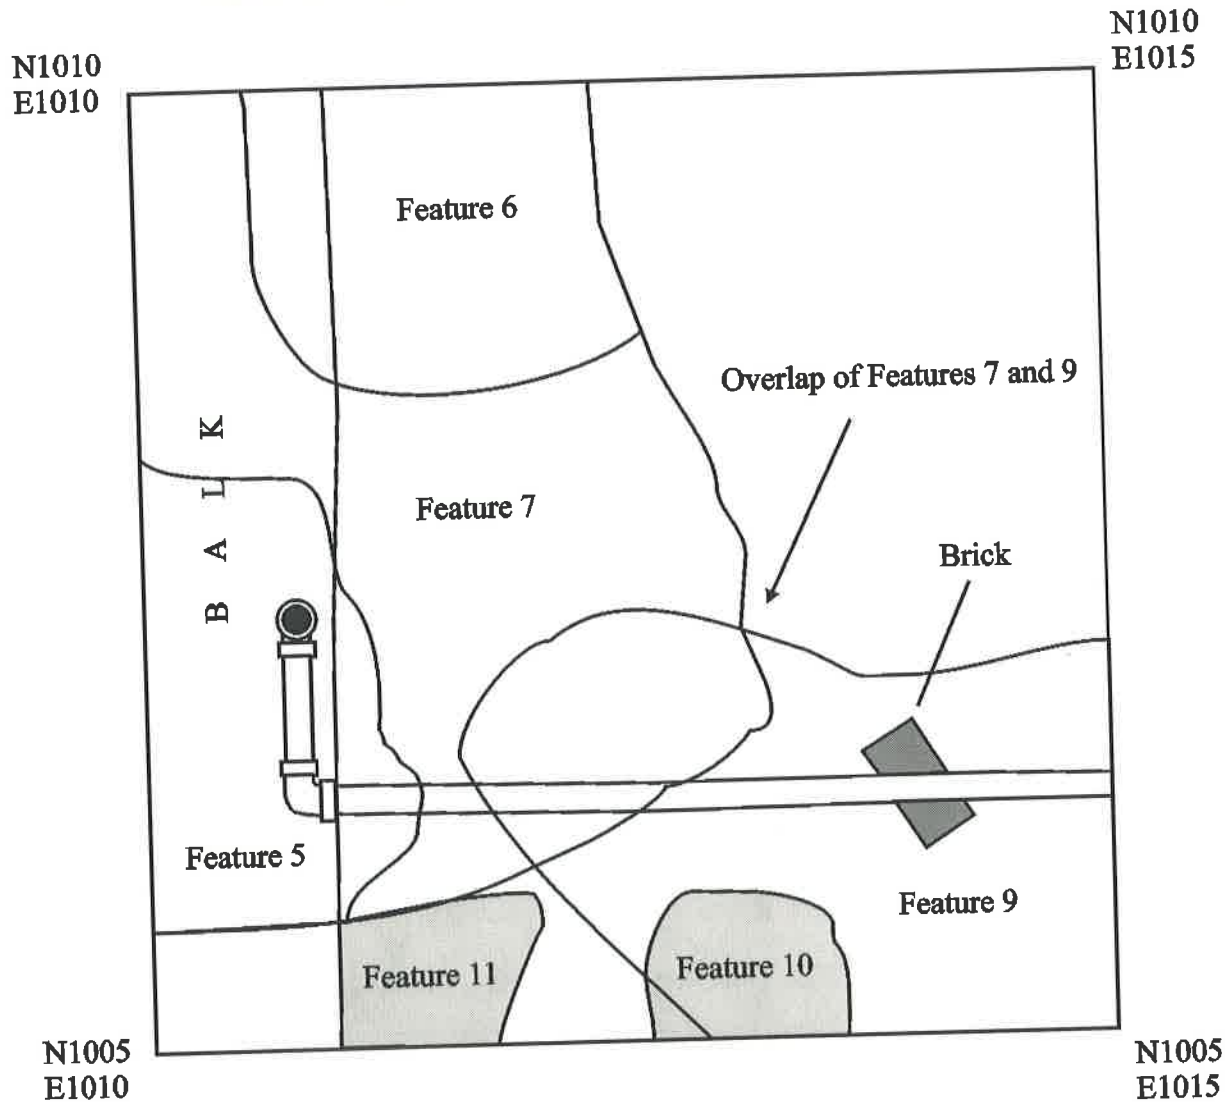 N1010
E1010
N1010
E1015
Feature 6
Overlap of Features 7 and 9
BALK
Feature 7
Brick
Feature 5
Feature 9
Feature 11
Feature 10
N1005
E1010
N1005
E1015